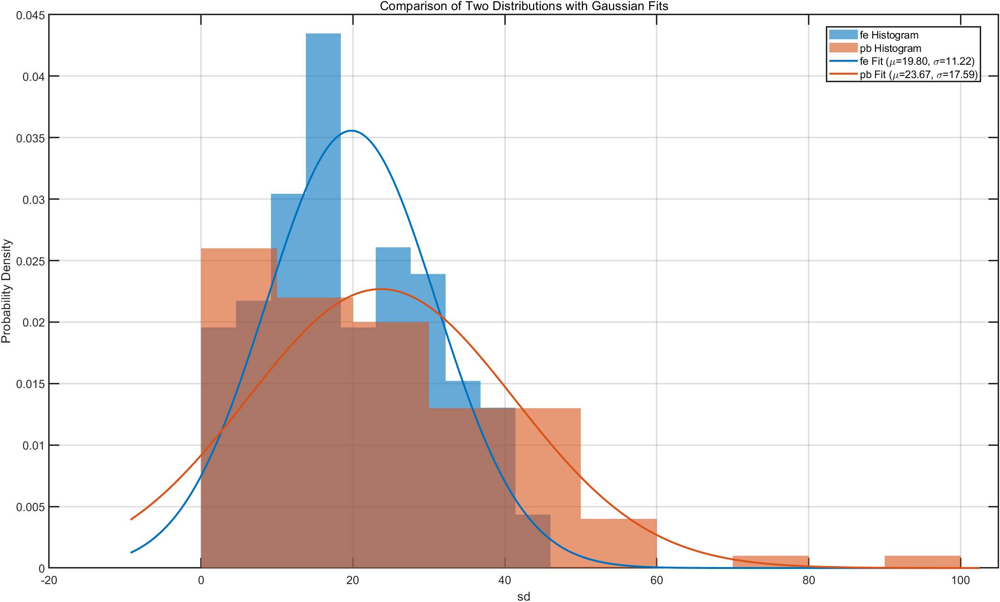 Comparison of Two Distributions with Gaussian Fits
0.045
0.04
0.035
0.03
0.025
0.02
0.015
0.01
0.005
0
Probability Density
fe Histogram
pb Histogram
fe Fit (μ=19.80, σ=11.22)
pb Fit (μ=23.67, σ=17.59)
-20 0 20 40 60 80 100
sd